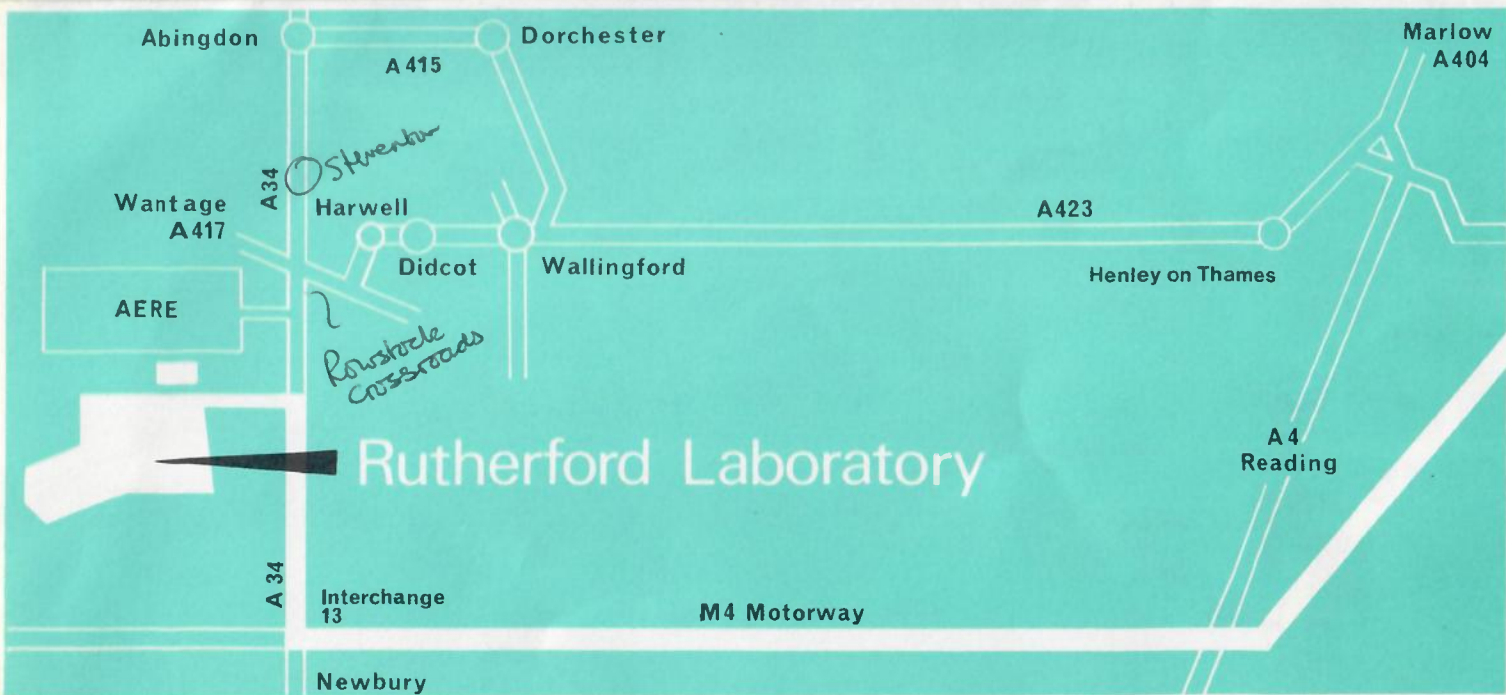 Abingdon
Dorchester
Marlow
A404
A415
Steventon
A34
Wantage
A417
Harwell
A423
Didcot
Wallingford
Henley on Thames
AERE
Rowstock
Crossroads
A4
Reading
Rutherford Laboratory
A34
Interchange
13
M4 Motorway
Newbury